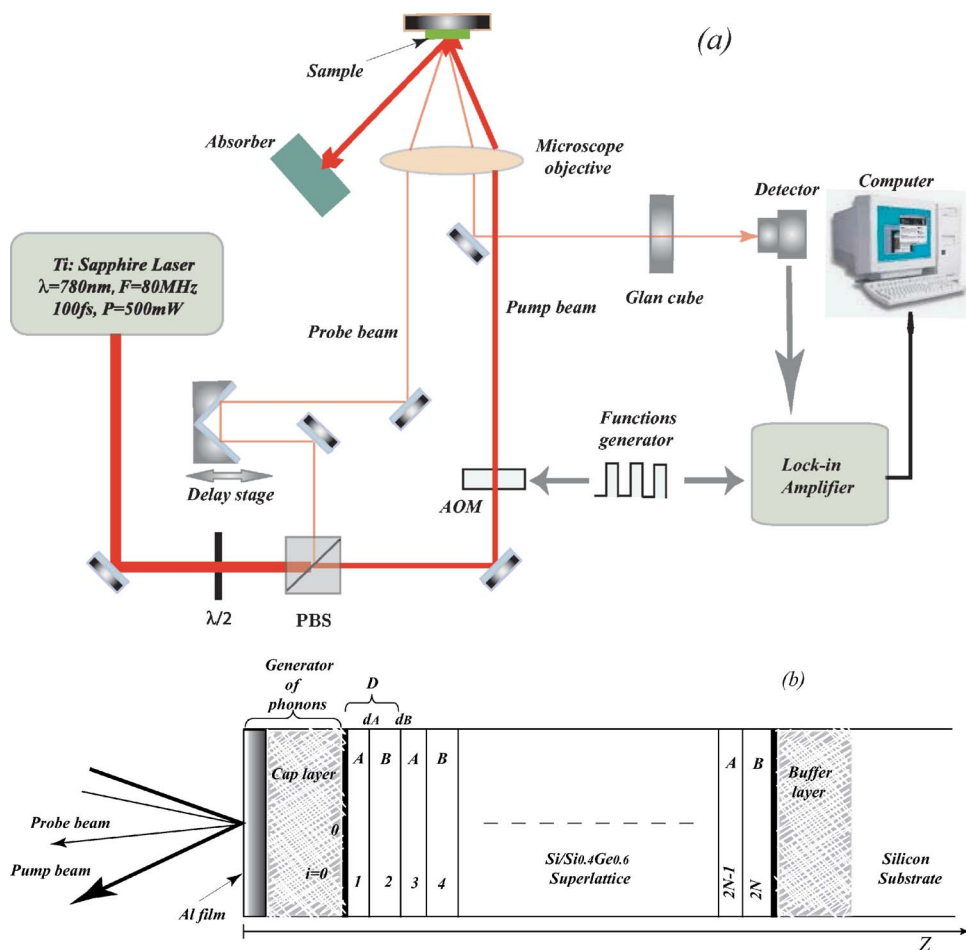 (a)
Sample
Absorber
Microscope
objective
Detector
Computer
Ti: Sapphire Laser
λ=780nm, F=80MHz
100fs, P=500mW
Glan cube
Probe beam
Pump beam
Functions
generator
Lock-in
Amplifier
Delay stage
AOM
λ/2
PBS
(b)
Generator
of
phonons
D
dA dB
A B A B
A B
Cap layer
Buffer
layer
0
Probe beam
Pump beam
i=0
1 2 3 4
Si/Si0.4Ge0.6
Superlattice
2N-1
2N
Silicon
Substrate
Al film
Z